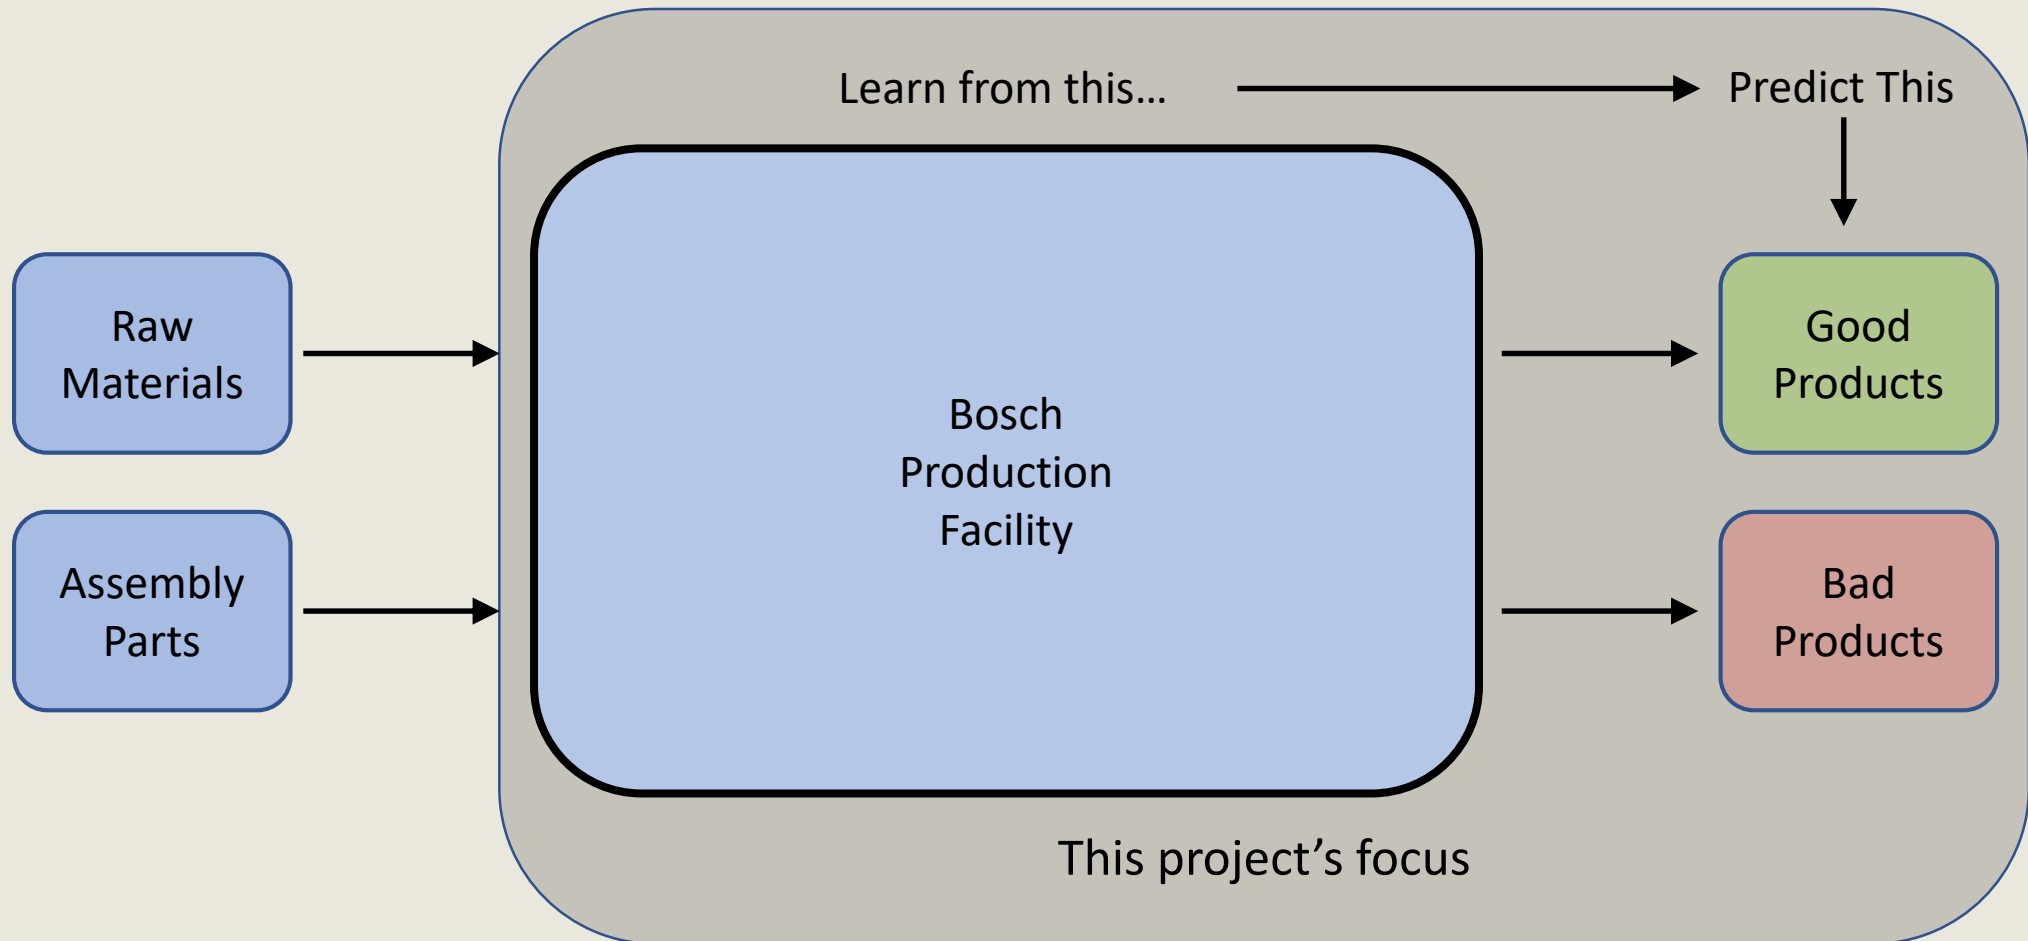 Learn from this…
Predict This
Raw
Materials
Assembly
Parts
Bosch
Production
Facility
Good
Products
Bad
Products
This project’s focus